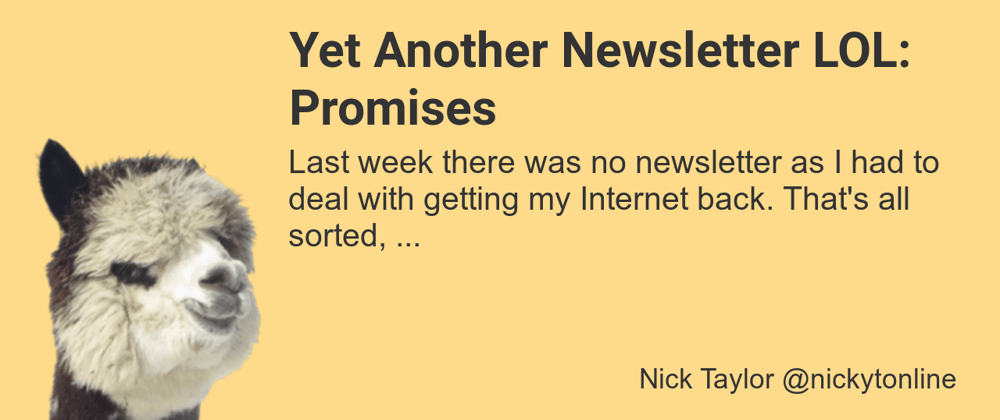 Yet Another Newsletter LOL:
Promises
Last week there was no newsletter as I had to
deal with getting my Internet back. That's all
sorted, ...
Nick Taylor @nickytonline